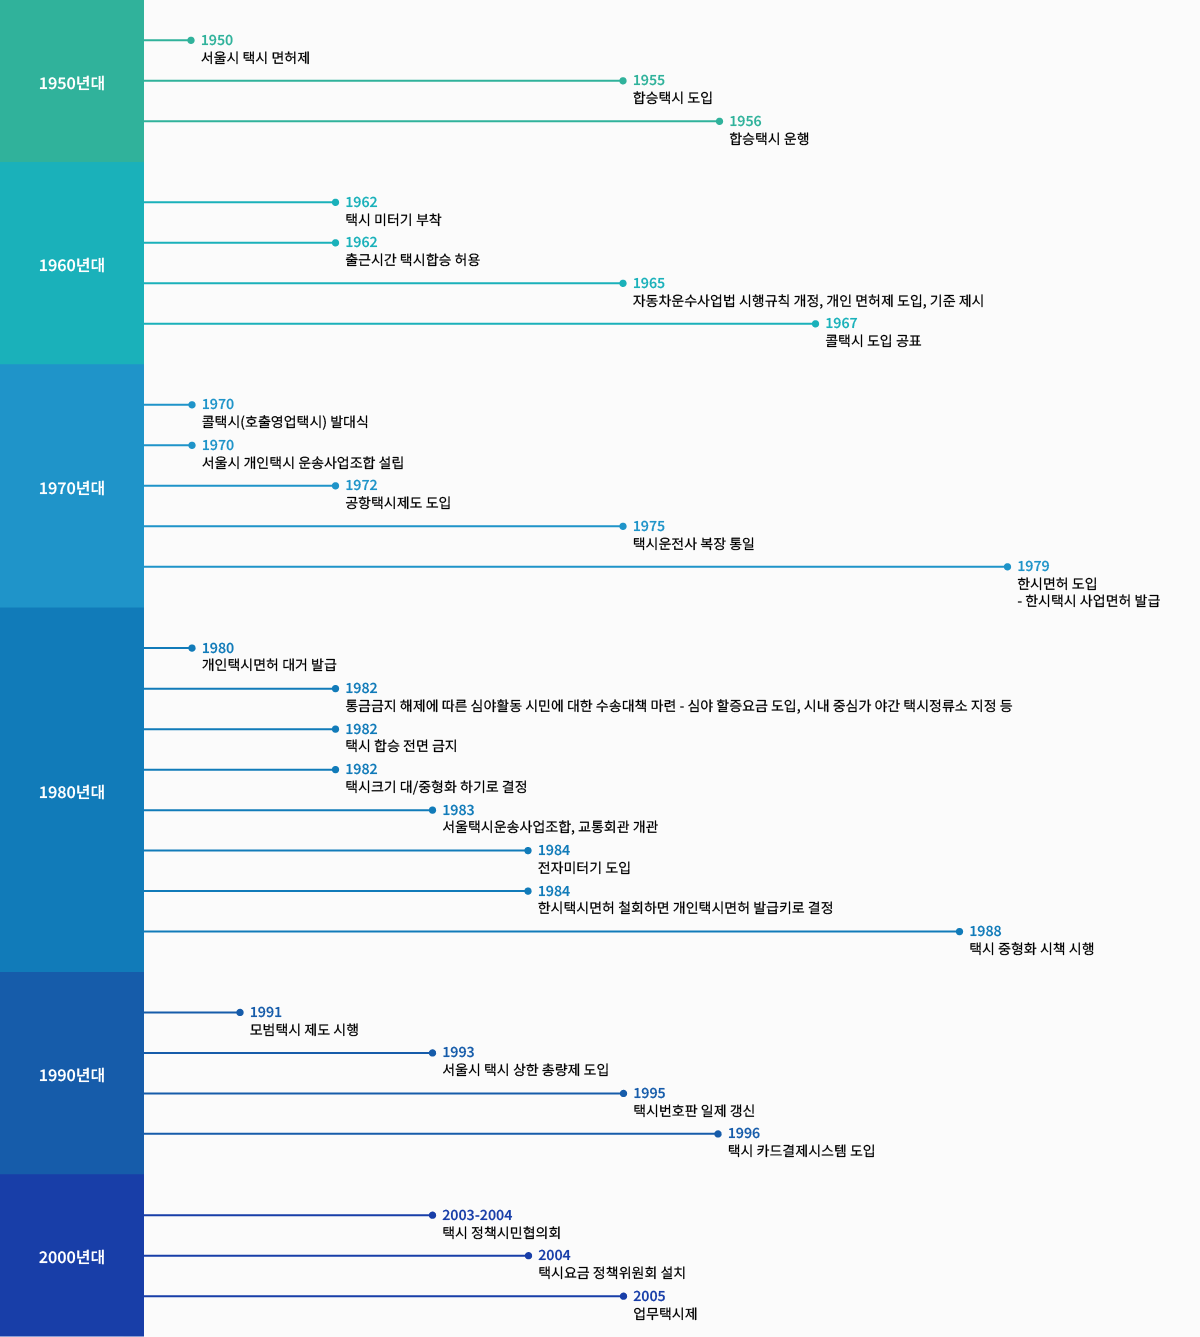 1950년대
1950
서울시 택시 면허제
1955
합승택시 도입
1956
합승택시 운행
1960년대
1962
택시 미터기 부착
1962
출근시간 택시합승 허용
1965
자동차운수사업법 시행규칙 개정, 개인 면허제 도입, 기준 제시
1967
콜택시 도입 공표
1970년대
1970
콜택시(호출영업택시) 발대식
1970
서울시 개인택시 운송사업조합 설립
1972
공항택시제도 도입
1975
택시운전사 복장 통일
1979
한시면허 도입
- 한시택시 사업면허 발급
1980년대
1980
개인택시면허 대거 발급
1982
통금금지 해제에 따른 심야활동 시민에 대한 수송대책 마련 - 심야 할증요금 도입, 시내 중심가 야간 택시정류소 지정 등
1982
택시 합승 전면 금지
1982
택시크기 대/중형화 하기로 결정
1983
서울택시운송사업조합, 교통회관 개관
1984
전자미터기 도입
1984
한시택시면허 철회하면 개인택시면허 발급키로 결정
1988
택시 중형화 시책 시행
1990년대
1991
모범택시 제도 시행
1993
서울시 택시 상한 총량제 도입
1995
택시번호판 일제 갱신
1996
택시 카드결제시스템 도입
2000년대
2003-2004
택시 정책시민협의회
2004
택시요금 정책위원회 설치
2005
업무택시제